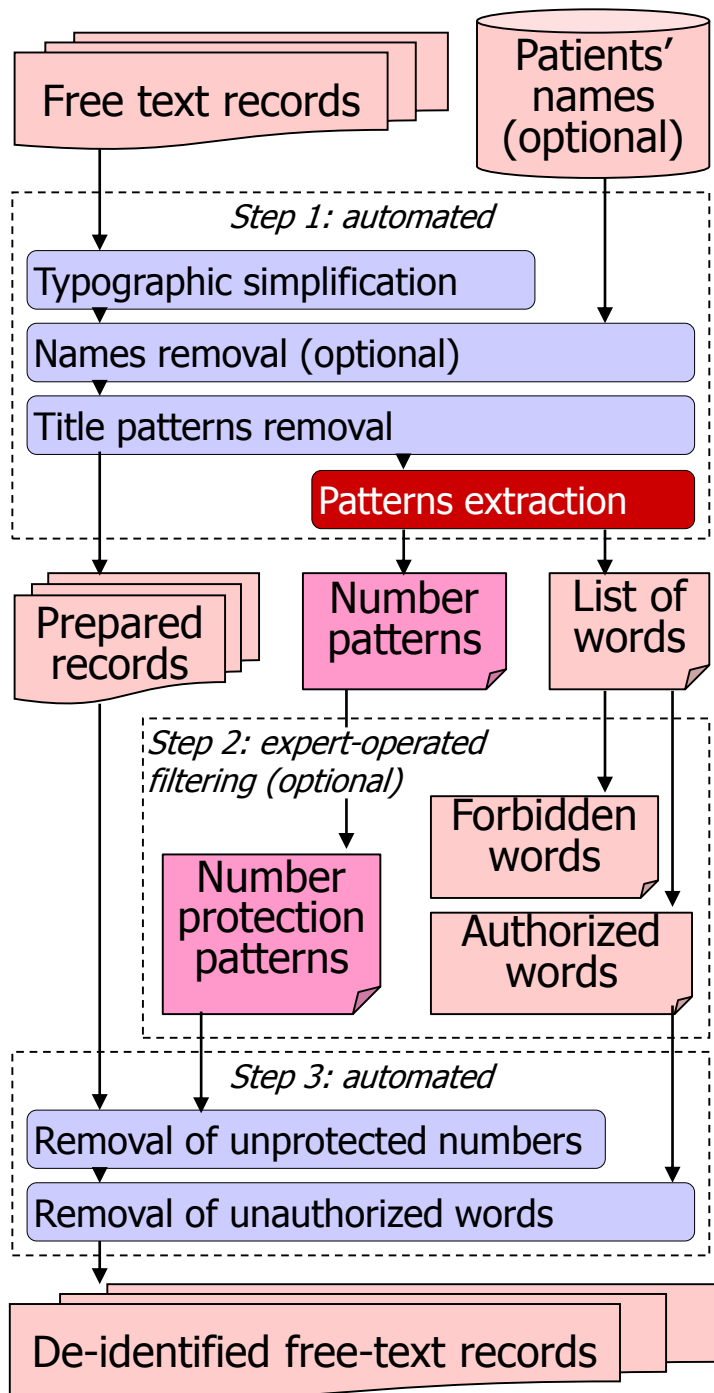 Free text records
Patients’
names
(optional)
Step 1: automated
Typographic simplification
Names removal (optional)
Title patterns removal
Patterns extraction
Prepared
records
Number
patterns
List of
words
Step 2: expert-operated
filtering (optional)
Forbidden
words
Number
protection
patterns
Authorized
words
Step 3: automated
Removal of unprotected numbers
Removal of unauthorized words
De-identified free-text records